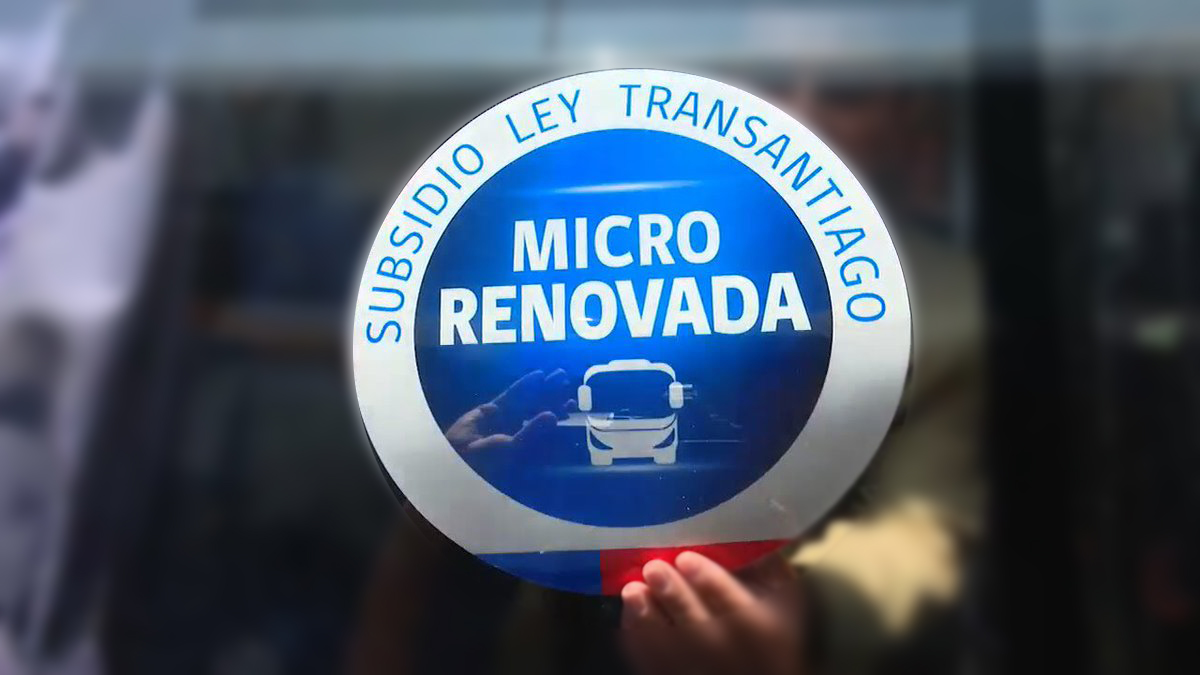 SUBSIDIO LEY TRANSANTIAGO
MICRO
RENOVADA